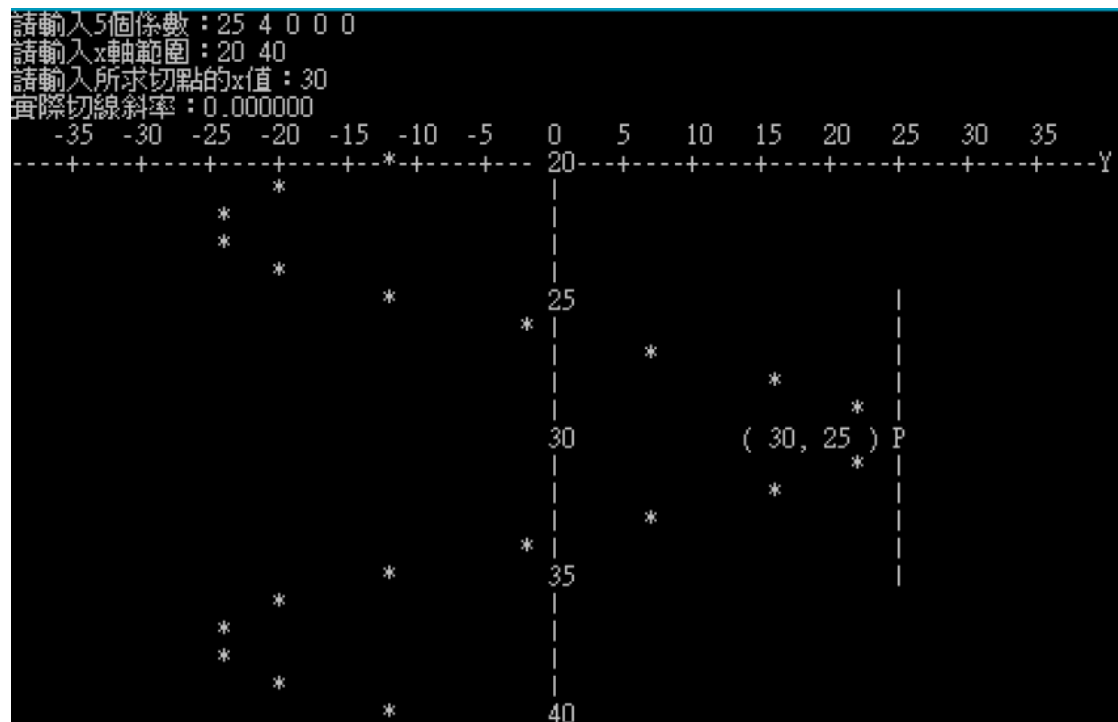 請輸入5個係數：25 4 0 0 0
請輸入x軸範圍：20 40
請輸入所求切點的x值：30
實際切線斜率：0.000000
-35 -30 -25 -20 -15 -10 -5 0 5 10 15 20 25 30 35
----+----+----+----+----+--*-+----+--- 20---+----+----+----+----+----+----+----Y
* |
* |
* |
* |
* 25 |
* | |
| * |
| * |
| * |
30 ( 30, 25 ) P
| * |
| * |
| * |
* | |
* 35 |
* |
* |
* |
* |
* 40